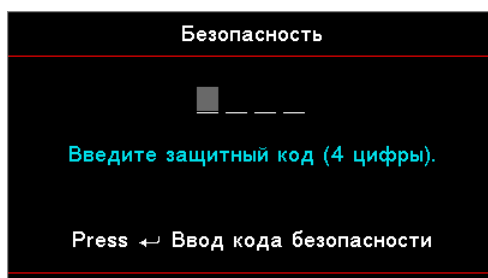 Безопасность
_ _ _ _
Введите защитный код (4 цифры).
Press ↵ Ввод кода безопасности